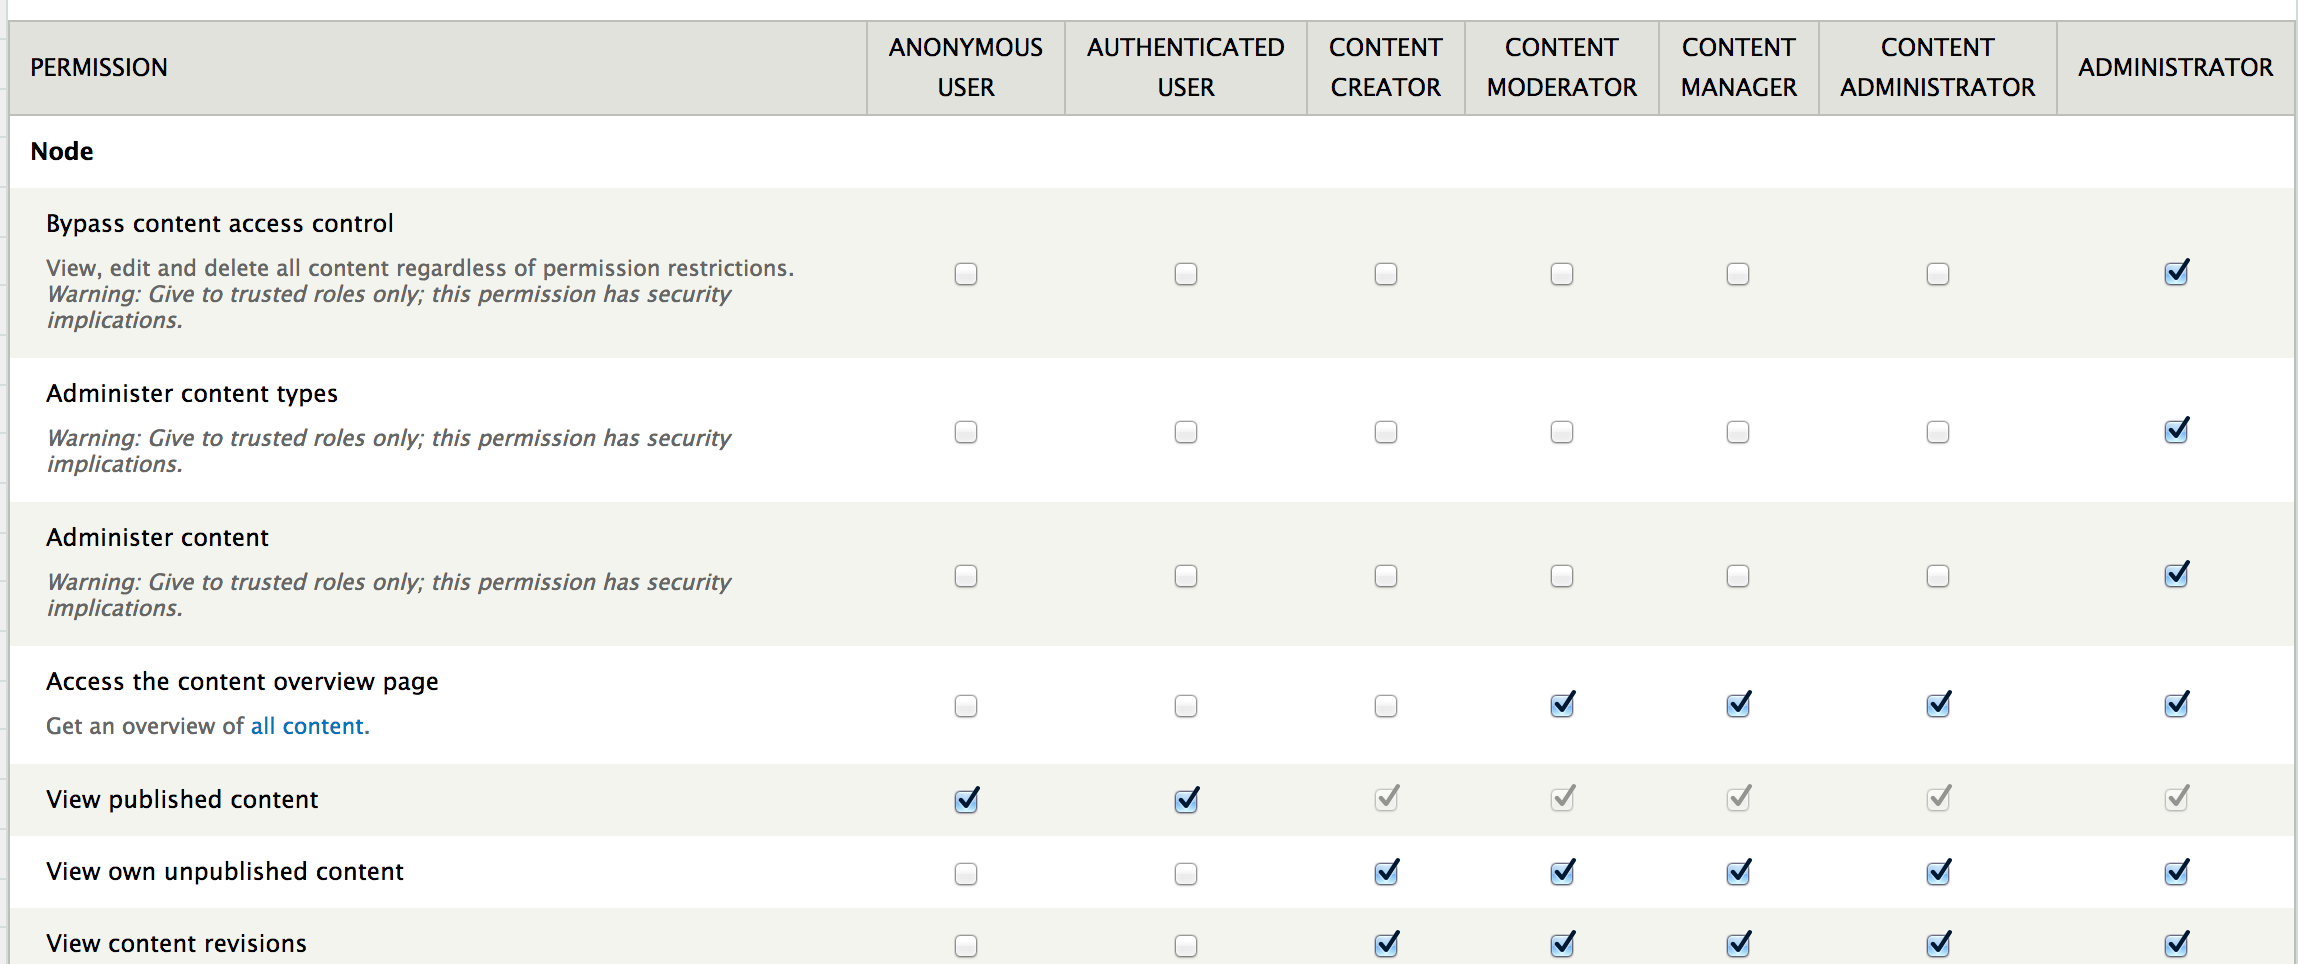 PERMISSION
ANONYMOUS
USER
AUTHENTICATED
USER
CONTENT
CREATOR
CONTENT
MODERATOR
CONTENT
MANAGER
CONTENT
ADMINISTRATOR
ADMINISTRATOR
Node
Bypass content access control
View, edit and delete all content regardless of permission restrictions.
Warning: Give to trusted roles only; this permission has security
implications.
Administer content types
Warning: Give to trusted roles only; this permission has security
implications.
Administer content
Warning: Give to trusted roles only; this permission has security
implications.
Access the content overview page
Get an overview of all content.
View published content
View own unpublished content
View content revisions